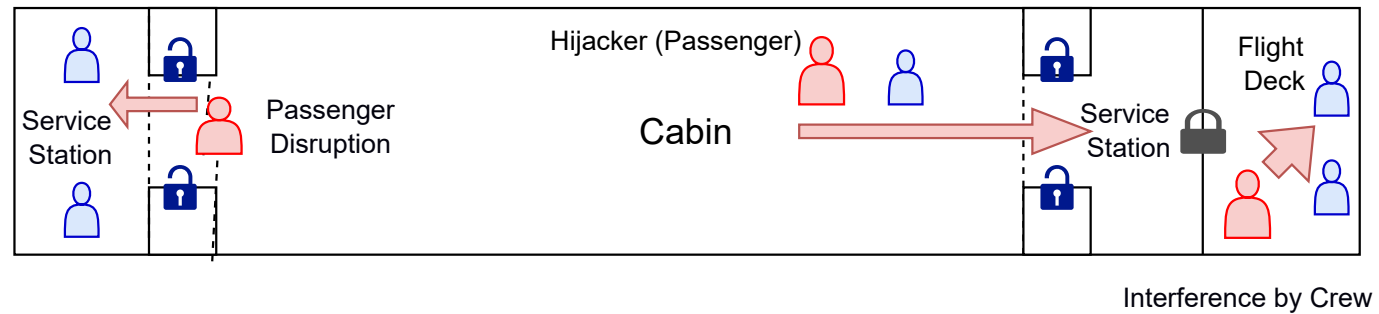 Hijacker (Passenger)
Flight
Deck
Passenger
Disruption
Service
Station
Cabin
Service
Station
Interference by Crew